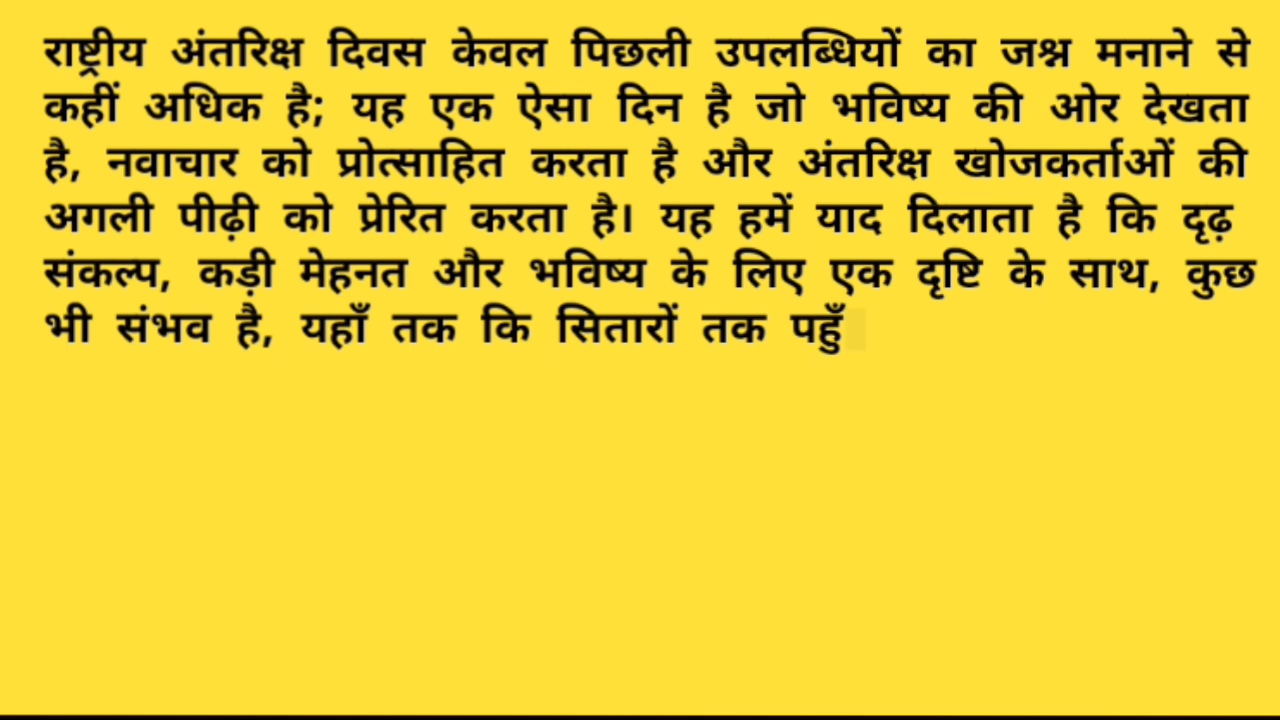 राष्ट्रीय अंतरिक्ष दिवस केवल पिछली उपलब्धियों का जश्न मनाने से
कहीं अधिक है; यह एक ऐसा दिन है जो भविष्य की ओर देखता
है, नवाचार को प्रोत्साहित करता है और अंतरिक्ष खोजकर्ताओं की
अगली पीढ़ी को प्रेरित करता है। यह हमें याद दिलाता है कि दृढ़
संकल्प, कड़ी मेहनत और भविष्य के लिए एक दृष्टि के साथ, कुछ
भी संभव है, यहाँ तक कि सितारों तक पहुँ